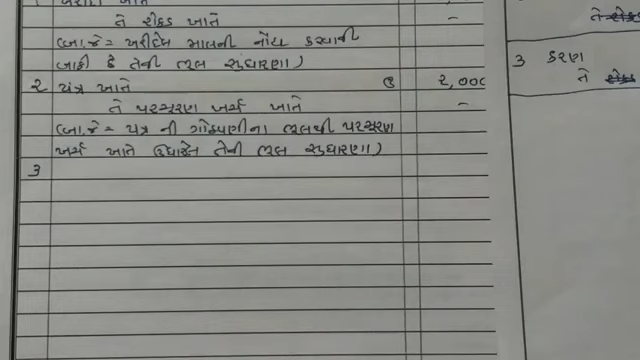 તે રોકડ ખાતે –
(બા.જે = ખરીદેલ માલની નોંધ કરવાની
બાકી છે તેની ભૂલ સુધારણા)
૨ યંત્ર ખાતે ઉ ૨,૦૦૦
તે પરચૂરણ ખર્ચ ખાતે –
(બા.જે = યંત્ર ની ગોઠવણીના ભૂલથી પરચૂરણ
ખર્ચ ખાતે ઉધારેલ તેની ભૂલ સુધારણા)
૩
તે
૩ કરણ
તે